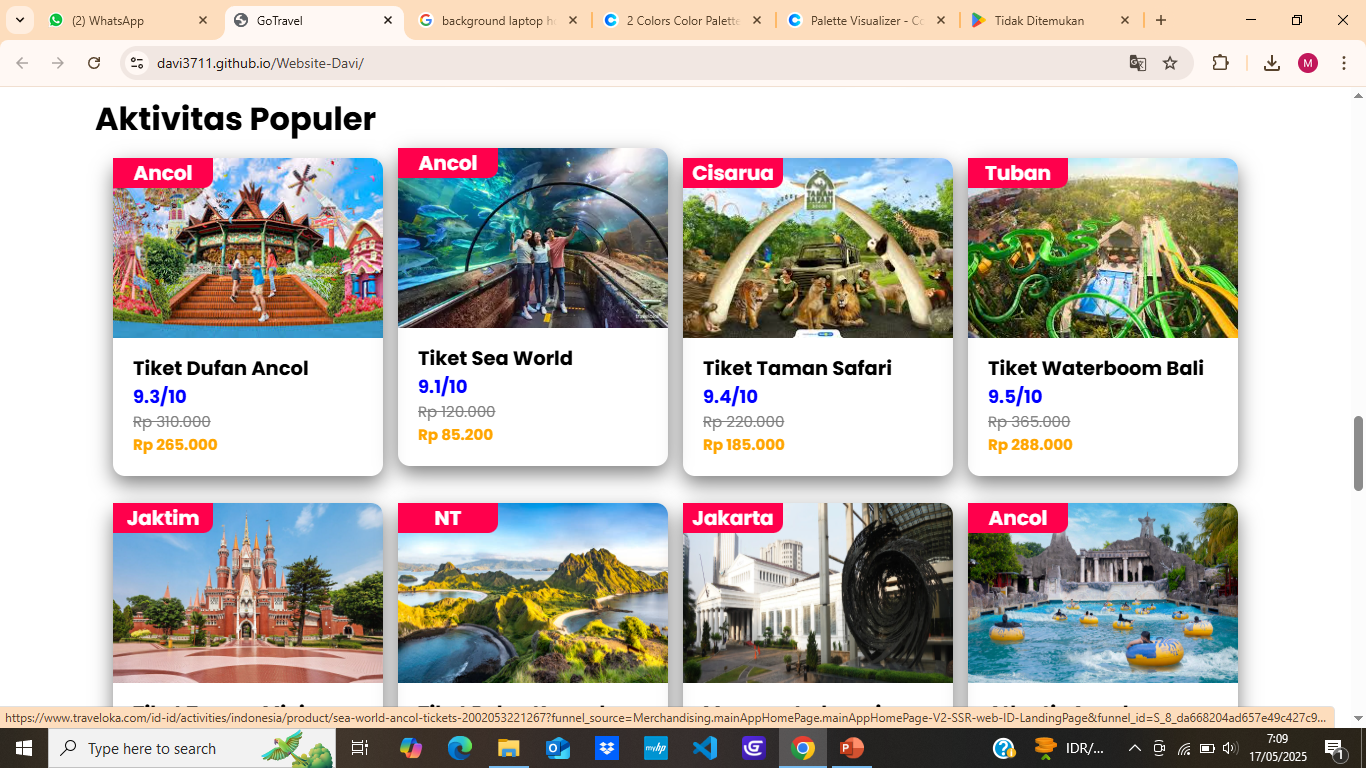 (2) WhatsApp
GoTravel
background laptop h
2 Colors Color Palette
Palette Visualizer - Co
Tidak Ditemukan
davi3711.github.io/Website-Davi/
M
Aktivitas Populer
Ancol
Ancol
Cisarua
Tuban
Tiket Dufan Ancol
9.3/10
Rp 310.000
Rp 265.000
Tiket Sea World
9.1/10
Rp 120.000
Rp 85.200
Tiket Taman Safari
9.4/10
Rp 220.000
Rp 185.000
Tiket Waterboom Bali
9.5/10
Rp 365.000
Rp 288.000
Jaktim
NT
Jakarta
Ancol
https://www.traveloka.com/id-id/activities/indonesia/product/sea-world-ancol-tickets-2002053221267?funnel_source=Merchandising.mainAppHomePage.mainAppHomePage-V2-SSR-web-ID-LandingPage&funnel_id=S_8_da668204ad657e49c427c9...
Type here to search
IDR/...
7:09
17/05/2025
1